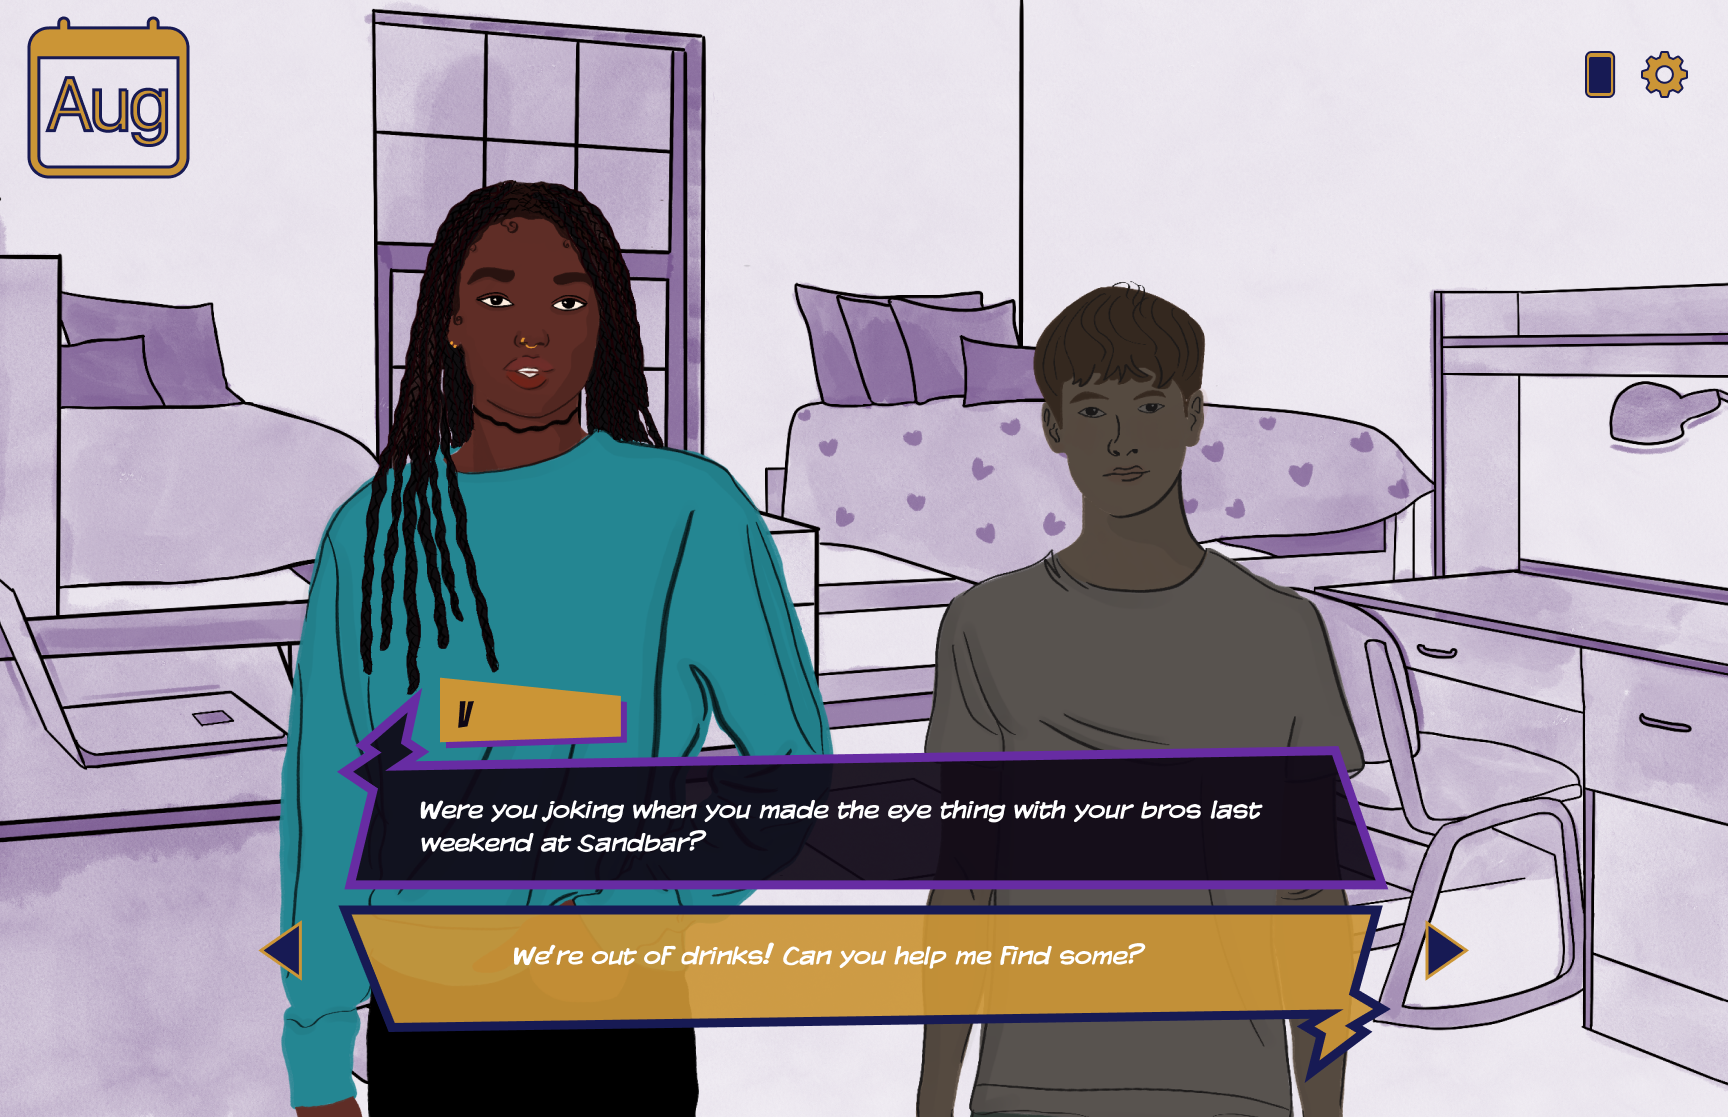 Aug
V
Were you joking when you made the eye thing with your bros last
weekend at Sandbar?
We're out of drinks! Can you help me find some?